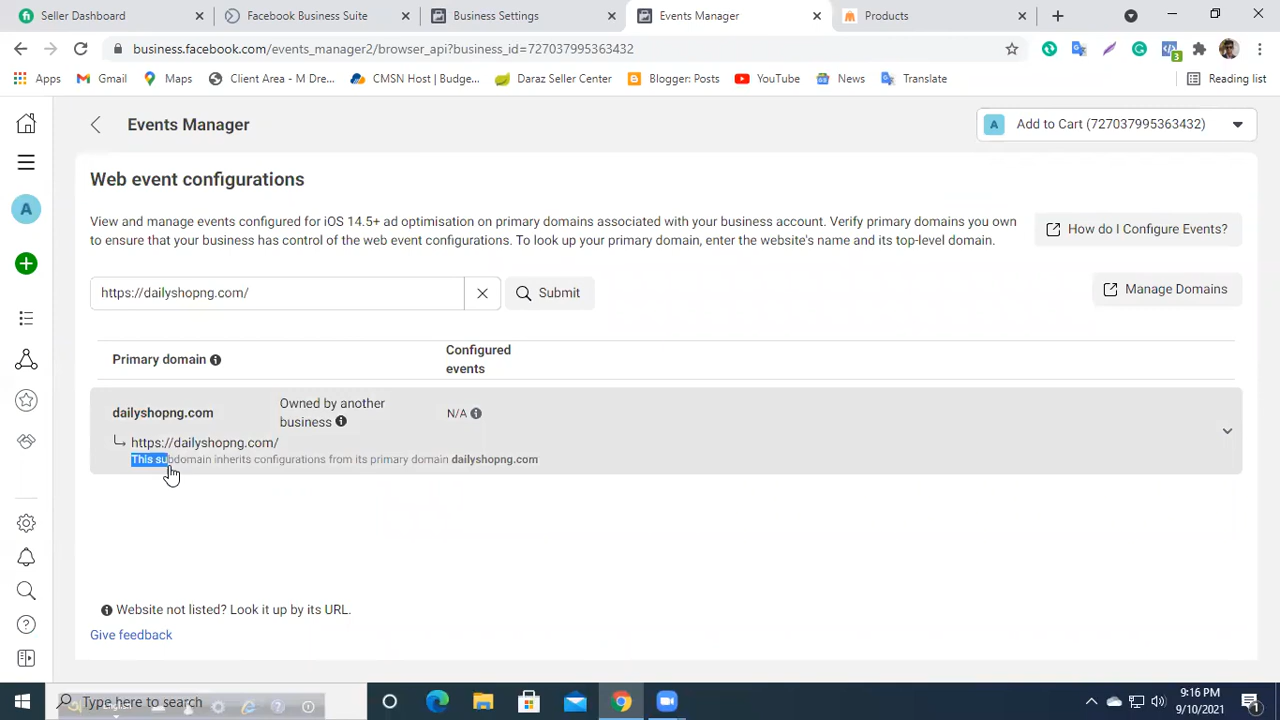 Seller Dashboard
Facebook Business Suite
Business Settings
Events Manager
Products
business.facebook.com/events_manager2/browser_api?business_id=727037995363432
3
Apps
Gmail
Maps
Client Area - M Dre...
CMSN Host | Badge...
Daraz Seller Center
Blogger: Posts
YouTube
News
Translate
Reading list
Events Manager
A
Add to Cart (727037995363432)
A
Web event configurations
View and manage events configured for iOS 14.5+ ad optimisation on primary domains associated with your business account. Verify primary domains you own
to ensure that your business has control of the web event configurations. To look up your primary domain, enter the website's name and its top-level domain.
How do I Configure Events?
https://dailyshopng.com/
Submit
Manage Domains
Primary domain
Configured
events
dailyshopng.com
Owned by another
business
N/A
https://dailyshopng.com/
This subdomain inherits configurations from its primary domain dailyshopng.com
Website not listed? Look it up by its URL.
Give feedback
Type here to search
9:16 PM
9/10/2021
1